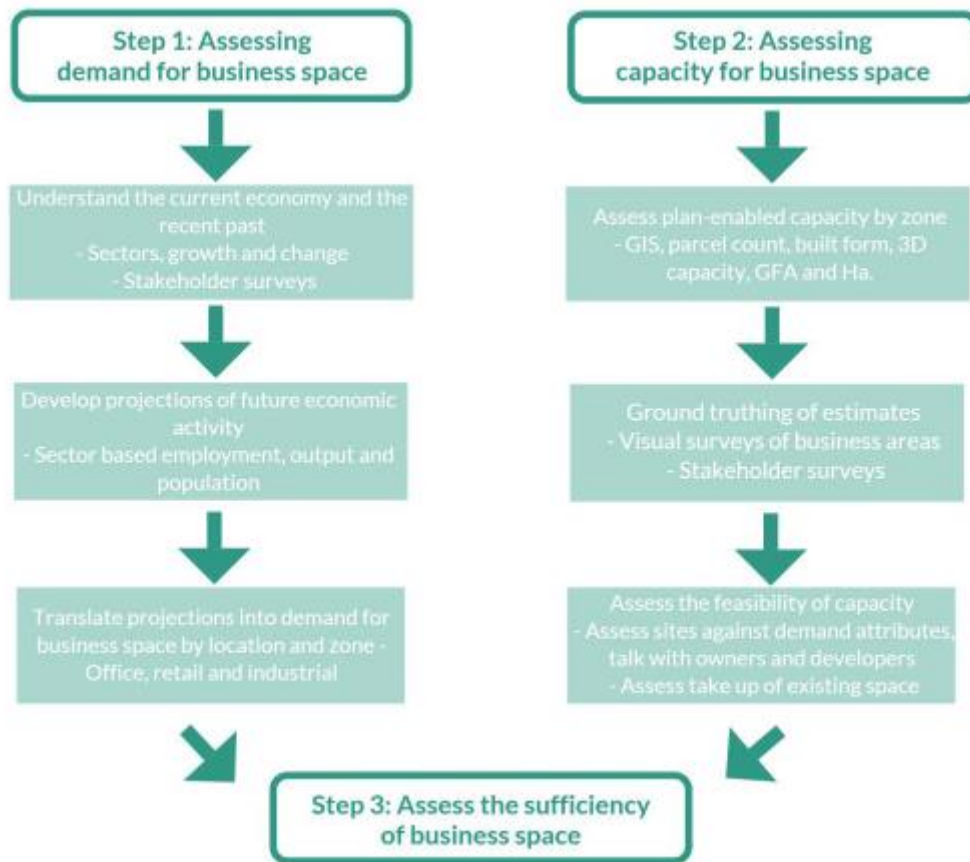 Step 1: Assessing
demand for business space
Understand the current economy and the
recent past
- Sectors, growth and change
- Stakeholder surveys
Develop projections of future economic
activity
- Sector based employment, output and
population
Translate projections into demand for
business space by location and zone -
Office, retail and industrial
Step 2: Assessing
capacity for business space
Assess plan-enabled capacity by zone
- GIS, parcel count, built form, 3D
capacity, GFA and Ha.
Ground truthing of estimates
- Visual surveys of business areas
- Stakeholder surveys
Assess the feasibility of capacity
- Assess sites against demand attributes,
talk with owners and developers
- Assess take up of existing space
Step 3: Assess the sufficiency
of business space